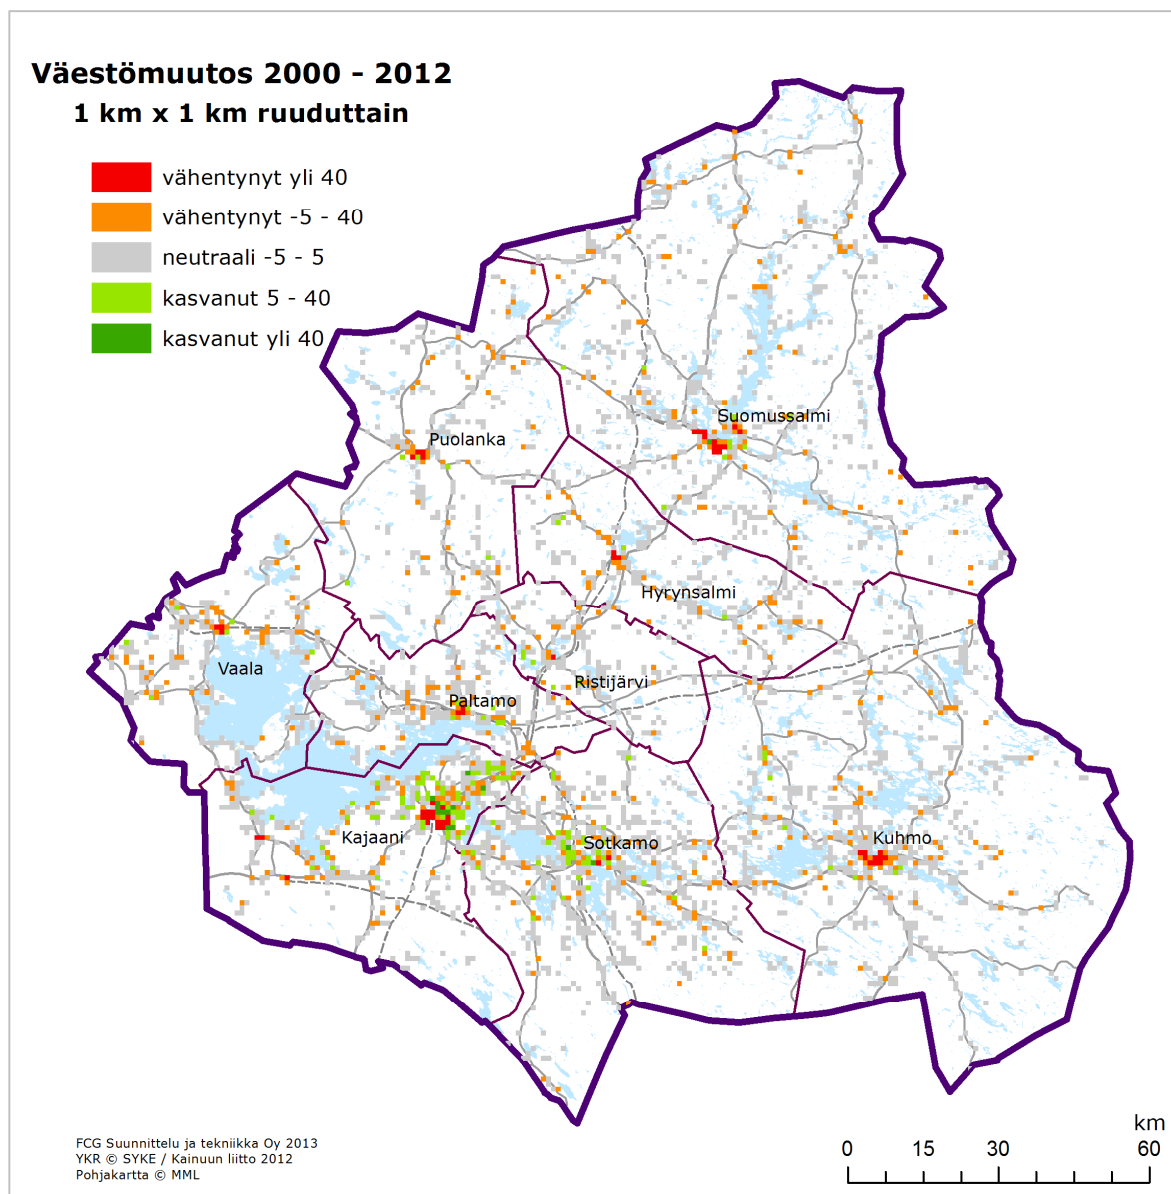 Väestömuutos 2000 - 2012
1 km x 1 km ruuduttain
vähentynyt yli 40
vähentynyt -5 - 40
neutraali -5 - 5
kasvanut 5 - 40
kasvanut yli 40
Suomussalmi
Puolanka
Hyrynsalmi
Vaala
Ristijärvi
Paltamo
Kajaani
Sotkamo
Kuhmo
FCG Suunnittelu ja tekniikka Oy 2013
YKR © SYKE / Kainuun liitto 2012
Pohjakartta © MML
km
0 15 30 60